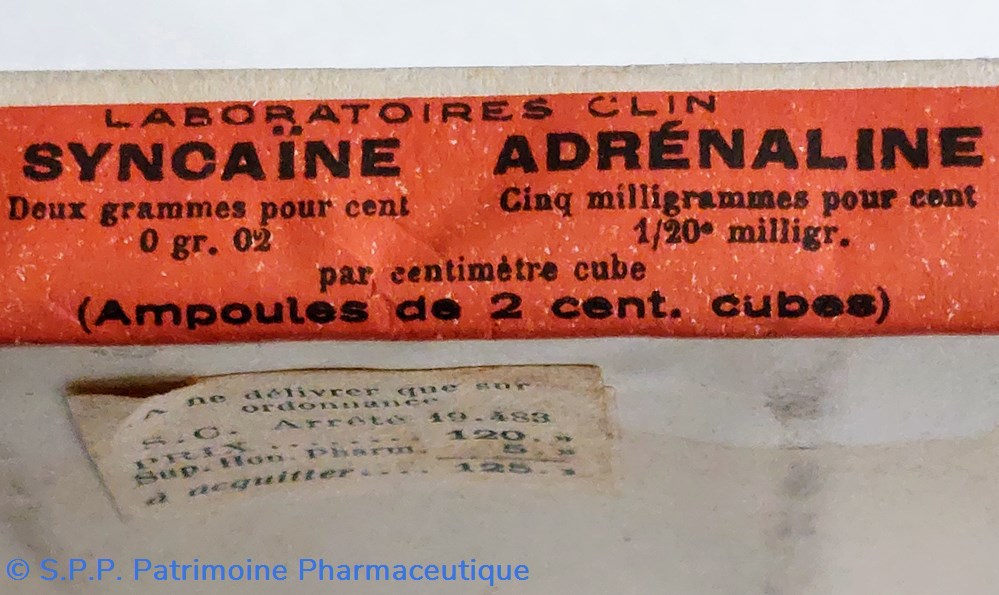 LABORATOIRES CLIN
SYNCAÏNE ADRÉNALINE
Deux grammes pour cent Cinq milligrammes pour cent
0 gr. 02 1/20e milligr.
par centimètre cube
(Ampoules de 2 cent. cubes)
A ne délivrer que sur
ordonnance
S.C. Arrêté 19.483
PRIX ........ 120. »
Sup. Hon. Pharm. 5. »
à acquitter.... 125. »
© S.P.P. Patrimoine Pharmaceutique